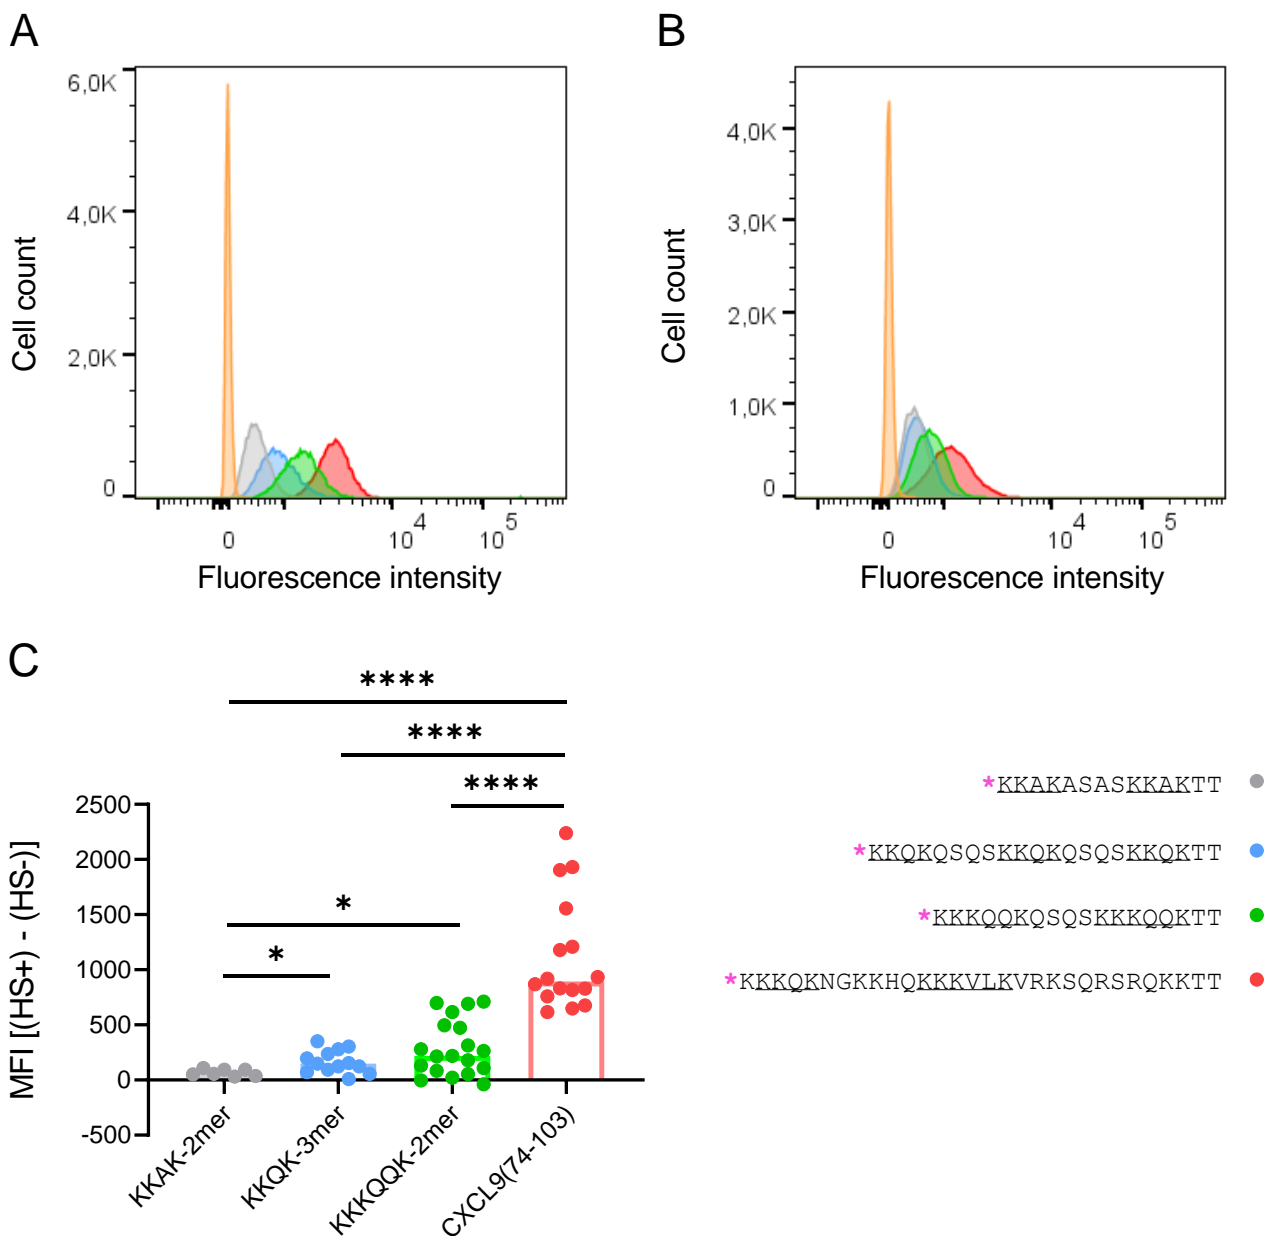 A
B
6,0K
4,0K
2,0K
0
Cell count
0
10^4
10^5
Fluorescence intensity
4,0K
3,0K
2,0K
1,0K
0
Cell count
0
10^4
10^5
Fluorescence intensity
C
****
****
****
*
*
2500
2000
1500
1000
500
0
-500
MFI [(HS+) - (HS-)]
KKAK-2mer
KKQK-3mer
KKKQQK-2mer
CXCL9(74-103)
*KKAKASASKKAKTT
*KKQKQSQSKKQKQSQSKKQKTT
*KKKQQKQSQSKKKQQKTT
*KKKQKNGKKHQKKKVLKVRKSQRSRQKKTT